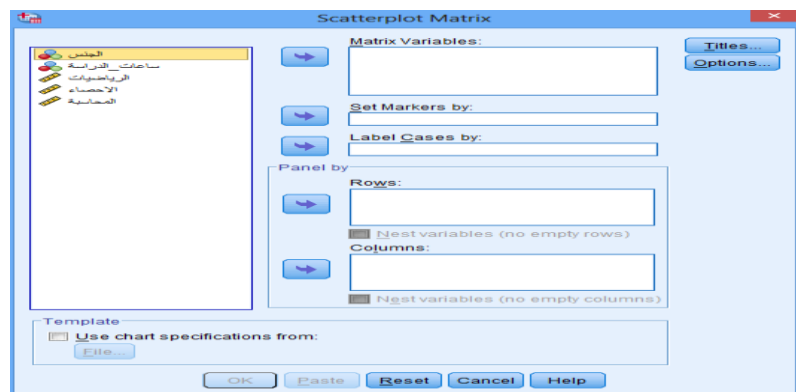 Scatterplot Matrix
الجنس
ساعات_الدراسة
الرياضيات
الاحصاء
المحاسبة
Matrix Variables:
Titles...
Options...
Set Markers by:
Label Cases by:
Panel by
Rows:
Nest variables (no empty rows)
Columns:
Nest variables (no empty columns)
Template
Use chart specifications from:
File...
OK
Paste
Reset
Cancel
Help